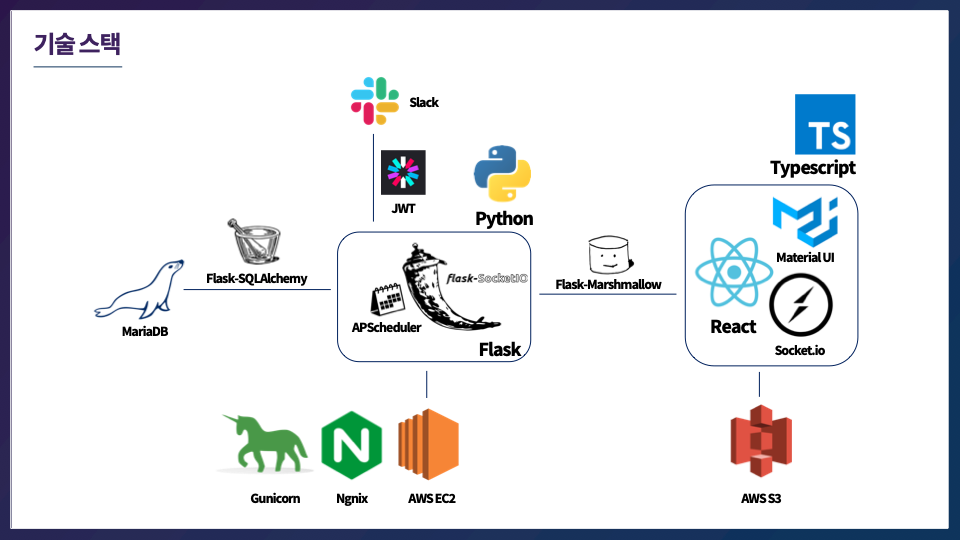 기술 스택
Slack
TS
Typescript
JWT
Python
Flask-SQLAlchemy
MariaDB
flask-SocketIO
APScheduler
Flask
Flask-Marshmallow
Material UI
React
Socket.io
N
Gunicorn
Ngnix
AWS EC2
AWS S3